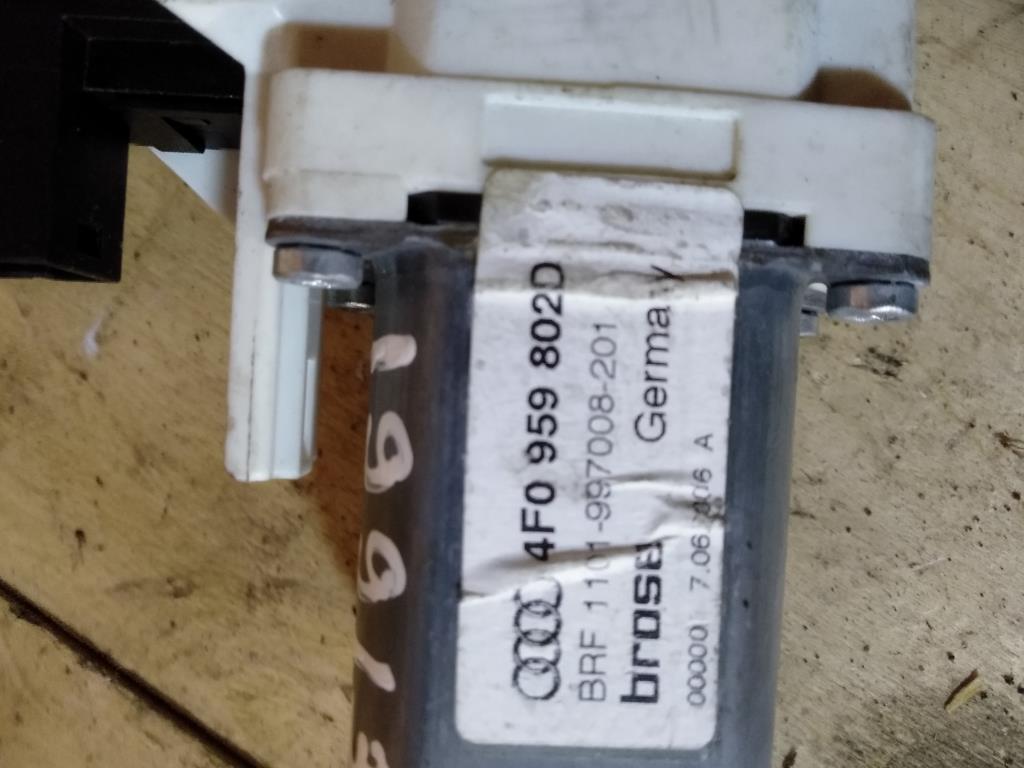 4F0 959 802D
BRF 1101-997008-201
brose Germany
00000 7.06 A